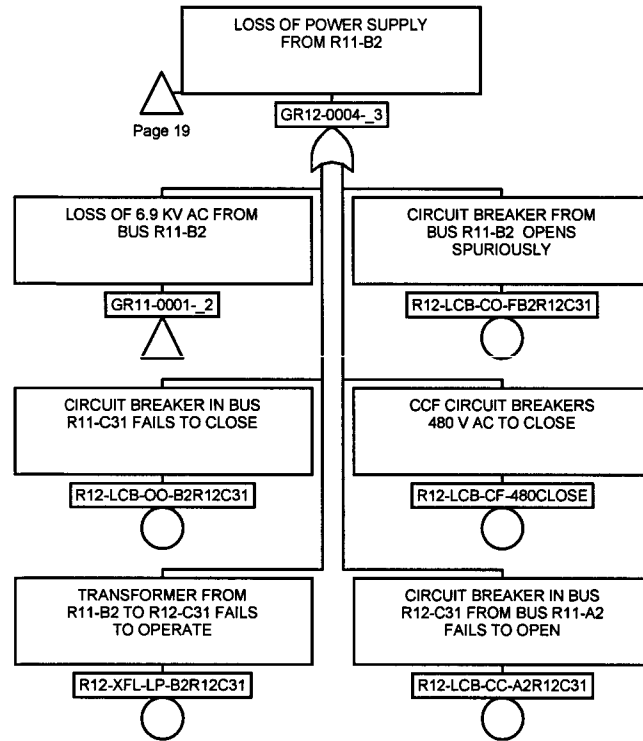 LOSS OF POWER SUPPLY
FROM R11-B2
Page 19
GR12-0004-_3
LOSS OF 6.9 KV AC FROM
BUS R11-B2
GR11-0001-_2
CIRCUIT BREAKER FROM
BUS R11-B2 OPENS
SPURIOUSLY
R12-LCB-CO-FB2R12C31
CIRCUIT BREAKER IN BUS
R11-C31 FAILS TO CLOSE
R12-LCB-OO-B2R12C31
CCF CIRCUIT BREAKERS
480 V AC TO CLOSE
R12-LCB-CF-480CLOSE
TRANSFORMER FROM
R11-B2 TO R12-C31 FAILS
TO OPERATE
R12-XFL-LP-B2R12C31
CIRCUIT BREAKER IN BUS
R12-C31 FROM BUS R11-A2
FAILS TO OPEN
R12-LCB-CC-A2R12C31